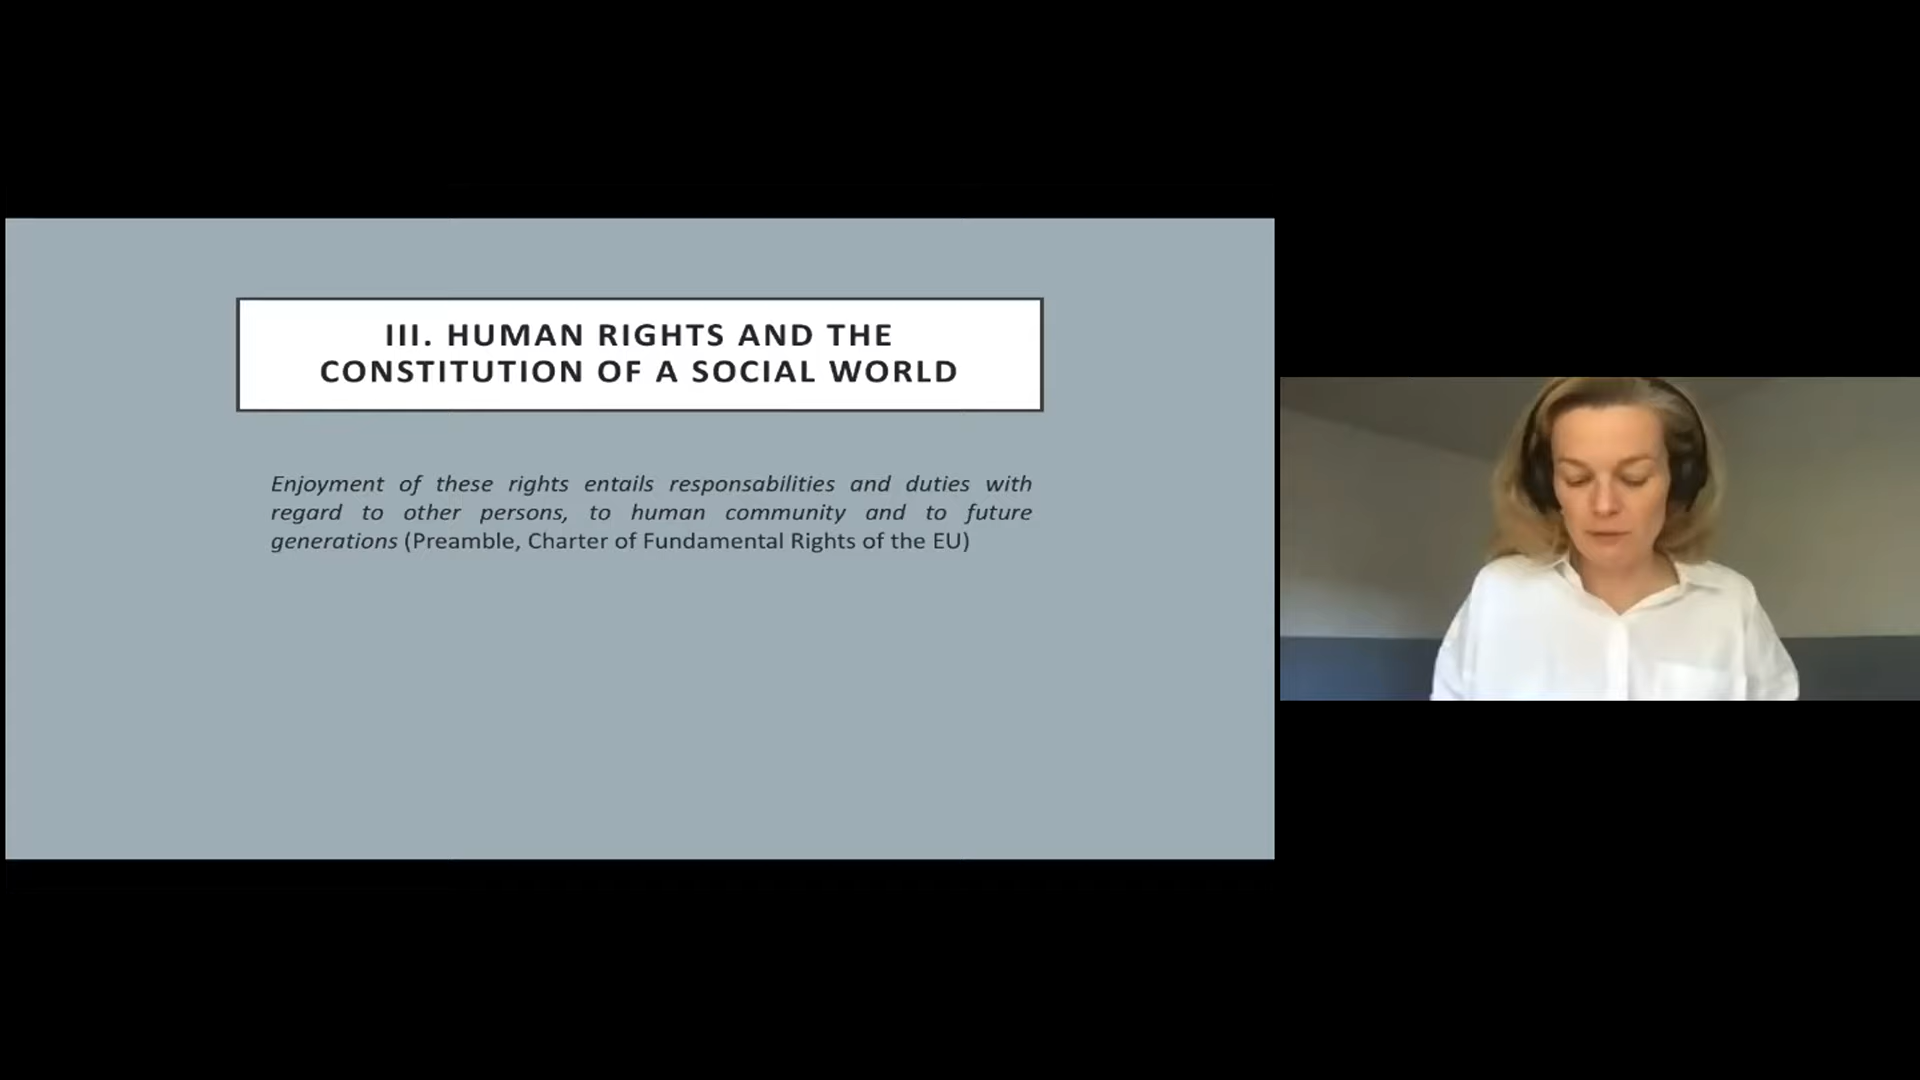 III. HUMAN RIGHTS AND THE
CONSTITUTION OF A SOCIAL WORLD
Enjoyment of these rights entails responsabilities and duties with
regard to other persons, to human community and to future
generations (Preamble, Charter of Fundamental Rights of the EU)